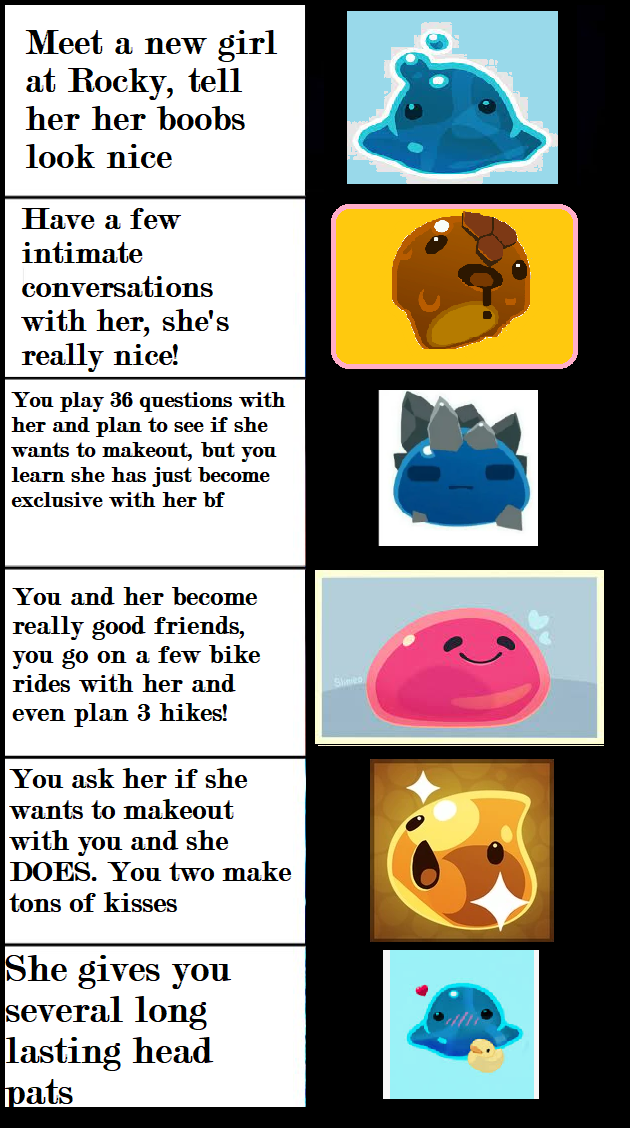 Meet a new girl
at Rocky, tell
her her boobs
look nice
Have a few
intimate
conversations
with her, she's
really nice!
You play 36 questions with
her and plan to see if she
wants to makeout, but you
learn she has just become
exclusive with her bf
You and her become
really good friends,
you go on a few bike
rides with her and
even plan 3 hikes!
You ask her if she
wants to makeout
with you and she
DOES. You two make
tons of kisses
She gives you
several long
lasting head
pats